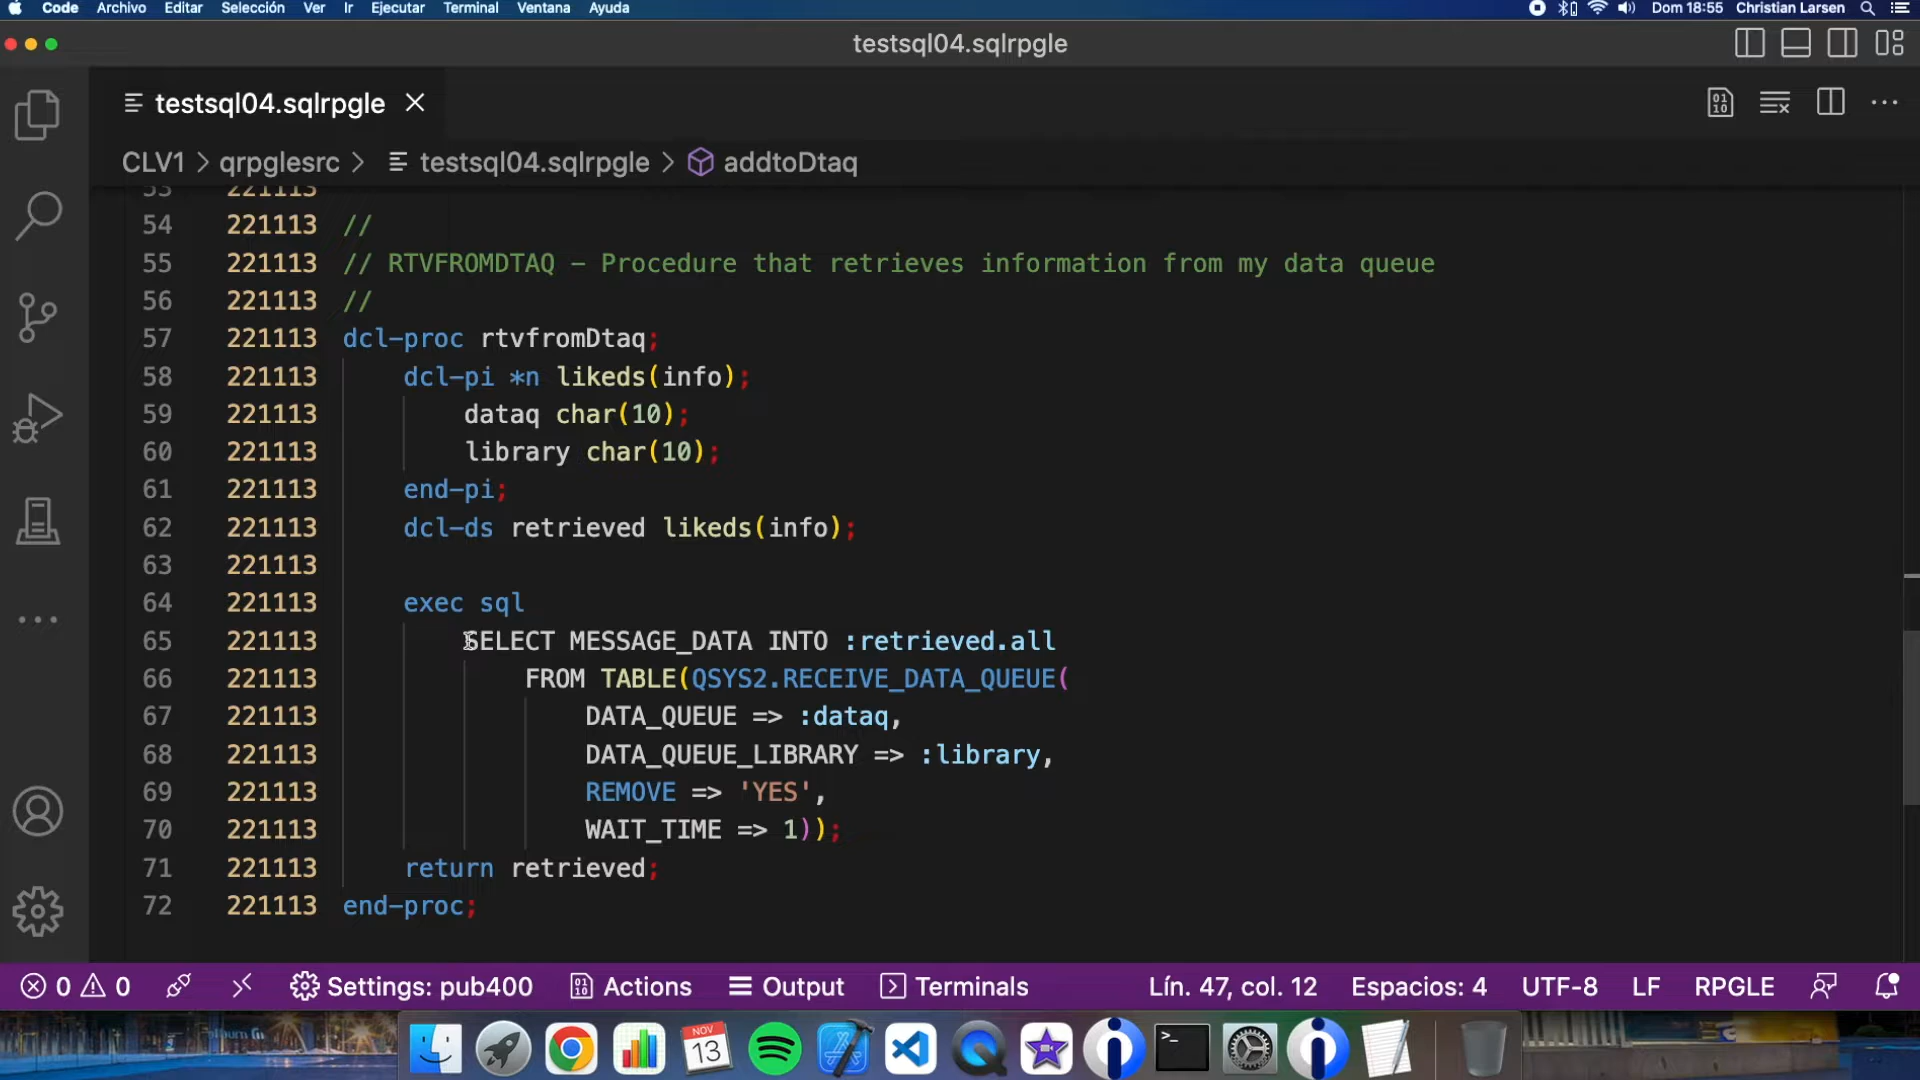 Code Archivo Editar Selección Ver Ir Ejecutar Terminal Ventana Ayuda Dom 18:55 Christian Larsen
testsql04.sqlrpgle
testsql04.sqlrpgle
CLV1 > qrpglesrc > testsql04.sqlrpgle > addtoDtaq
53 221113
54 221113 //
55 221113 // RTVFROMDTAQ – Procedure that retrieves information from my data queue
56 221113 //
57 221113 dcl-proc rtvfromDtaq;
58 221113 dcl-pi *n likeds(info);
59 221113 dataq char(10);
60 221113 library char(10);
61 221113 end-pi;
62 221113 dcl-ds retrieved likeds(info);
63 221113
64 221113 exec sql
65 221113 SELECT MESSAGE_DATA INTO :retrieved.all
66 221113 FROM TABLE(QSYS2.RECEIVE_DATA_QUEUE(
67 221113 DATA_QUEUE => :dataq,
68 221113 DATA_QUEUE_LIBRARY => :library,
69 221113 REMOVE => 'YES',
70 221113 WAIT_TIME => 1));
71 221113 return retrieved;
72 221113 end-proc;
0 0 Settings: pub400 Actions Output Terminals Lín. 47, col. 12 Espacios: 4 UTF-8 LF RPGLE
NOV
13